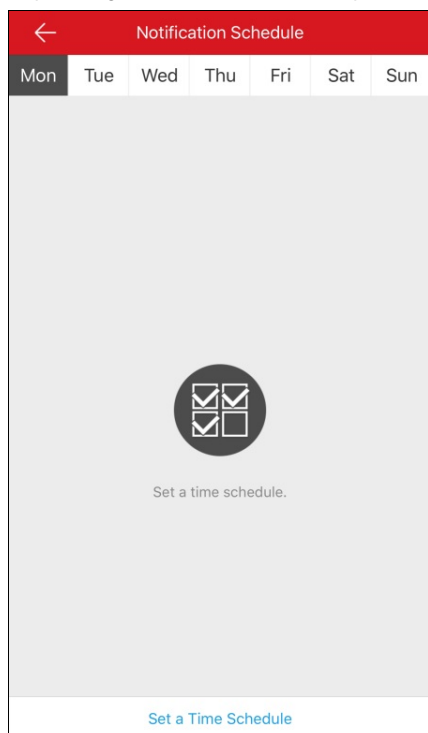 Notification Schedule
Mon Tue Wed Thu Fri Sat Sun
Set a time schedule.
Set a Time Schedule